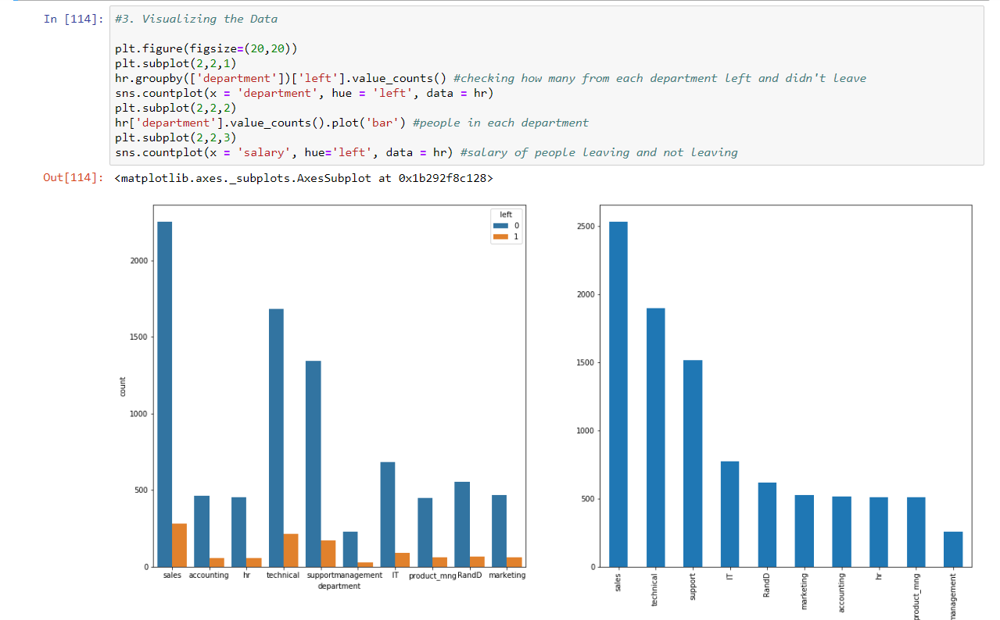 In [114]: #3. Visualizing the Data
plt.figure(figsize=(20,20))
plt.subplot(2,2,1)
hr.groupby(['department'])['left'].value_counts() #checking how many from each department left and didn't leave
sns.countplot(x = 'department', hue = 'left', data = hr)
plt.subplot(2,2,2)
hr['department'].value_counts().plot('bar') #people in each department
plt.subplot(2,2,3)
sns.countplot(x = 'salary', hue='left', data = hr) #salary of people leaving and not leaving
Out[114]: <matplotlib.axes._subplots.AxesSubplot at 0x1b292f8c128>
left
0
1
2000
1500
1000
500
0
count
sales accounting hr technical supportmanagement IT product_mng RandD marketing
department
2500
2000
1500
1000
500
0
sales
technical
support
IT
RandD
marketing
accounting
hr
product_mng
management